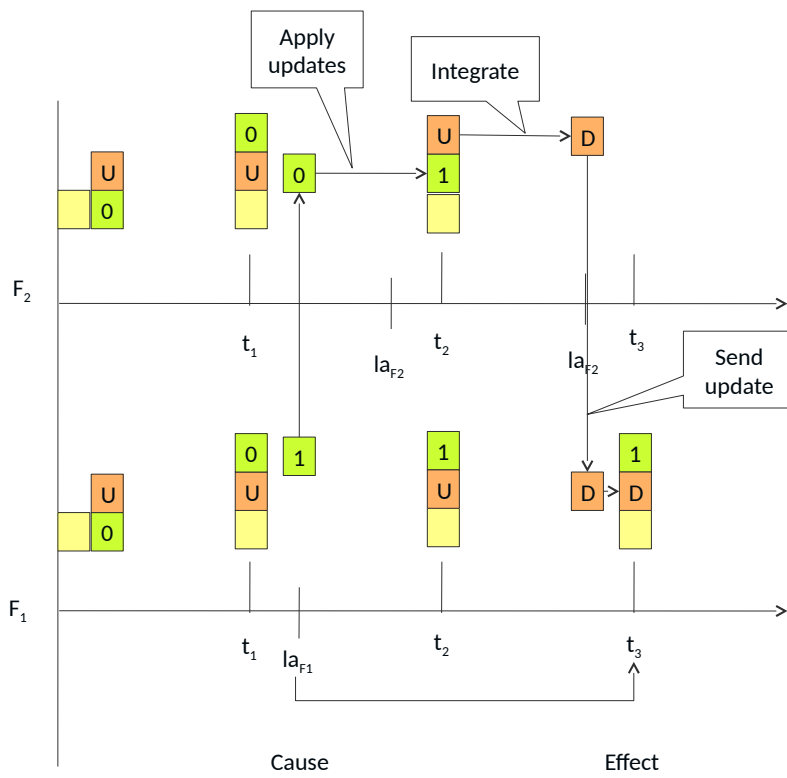 Apply
updates
Integrate
0 U D
U U 0 1
0
F2
t1 t2 t3
laF2 laF2
Send
update
0 1 1 1
U U U D D
0
F1
t1 laF1 t2 t3
Cause Effect